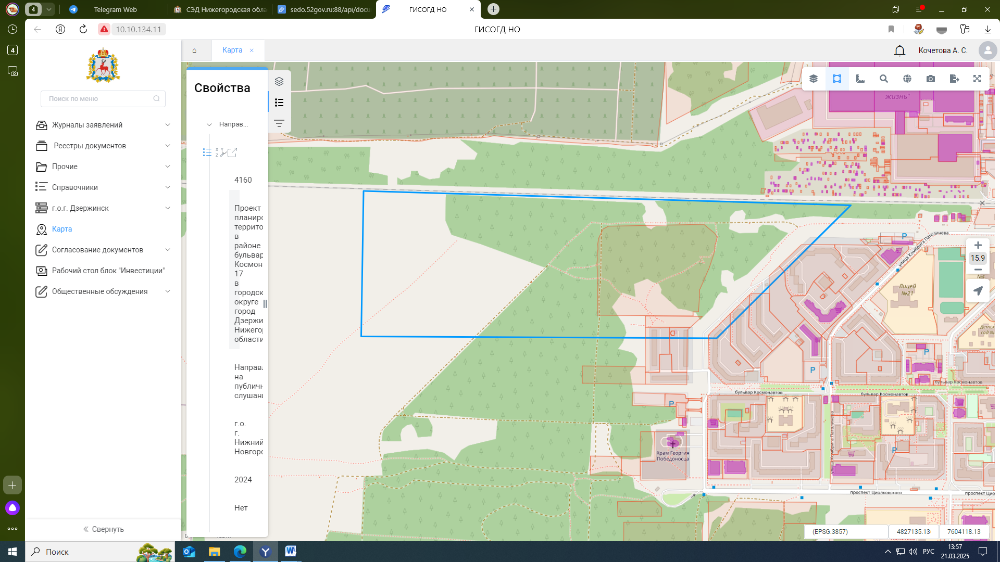 4
Telegram Web
СЭД Нижегородская обла
sedo.52gov.ru:88/api/docu
ГИСОГД НО
10.10.134.11
ГИСОГД НО
4
Карта
Кочетова А. С.
Поиск по меню
Журналы заявлений
Реестры документов
Прочие
Справочники
г.о.г. Дзержинск
Карта
Согласование документов
Рабочий стол блок "Инвестиции"
Общественные обсуждения
Свернуть
Свойства
Направ...
X Y
Z
4160
Проект
планиро
террито
в
районе
бульвар
Космон
17
в
городск
округе
город
Дзержи
Нижегор
области
Направл
на
публичн
слушани
г.о.
г.
Нижний
Новгоро
2024
Нет
жизнь"
улица Комбрига Патоличева
P
15.9
№4
Лицей
№21
Детс
сад №
P
P
бульвар Космонавтов
бульвар Космонавтов
бульвар Космонавтов
P
улица Комбрига Патоличева
P
Храм Георгия
Победоносца
проспект Циолковского
проспект Цио
(EPSG:3857)
4827135.13
7604118.13
Поиск
РУС
13:57
21.03.2025